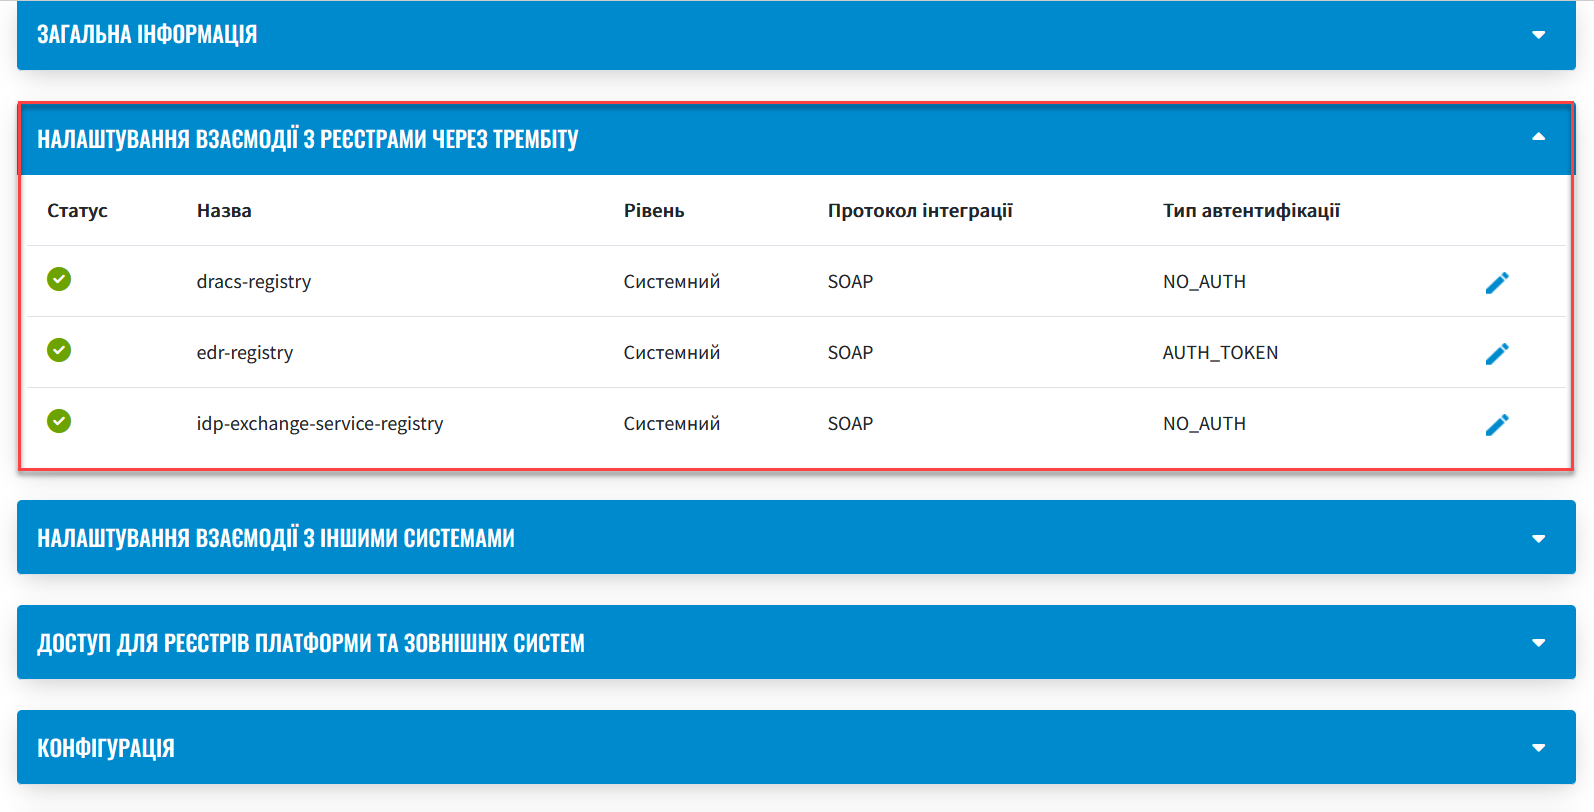 ЗАГАЛЬНА ІНФОРМАЦІЯ
НАЛАШТУВАННЯ ВЗАЄМОДІЇ З РЕЄСТРАМИ ЧЕРЕЗ ТРЕМБІТУ
Статус Назва Рівень Протокол інтеграції Тип автентифікації
dracs-registry Системний SOAP NO_AUTH
edr-registry Системний SOAP AUTH_TOKEN
idp-exchange-service-registry Системний SOAP NO_AUTH
НАЛАШТУВАННЯ ВЗАЄМОДІЇ З ІНШИМИ СИСТЕМАМИ
ДОСТУП ДЛЯ РЕЄСТРІВ ПЛАТФОРМИ ТА ЗОВНІШНІХ СИСТЕМ
КОНФІГУРАЦІЯ